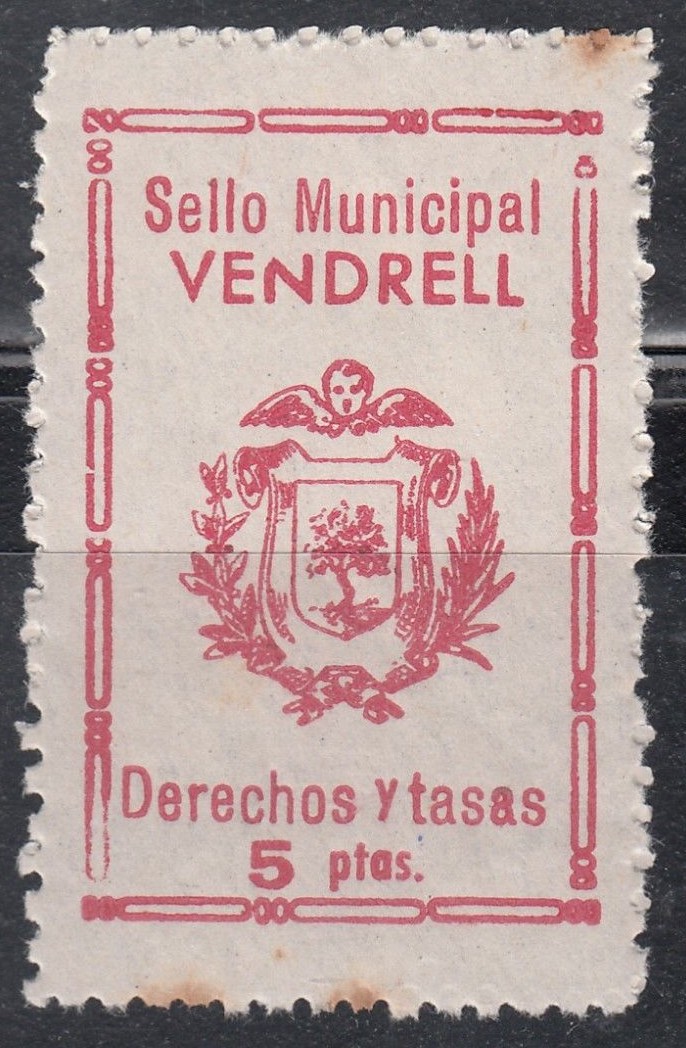 Sello Municipal
VENDRELL
Derechos y tasas
5 ptas.